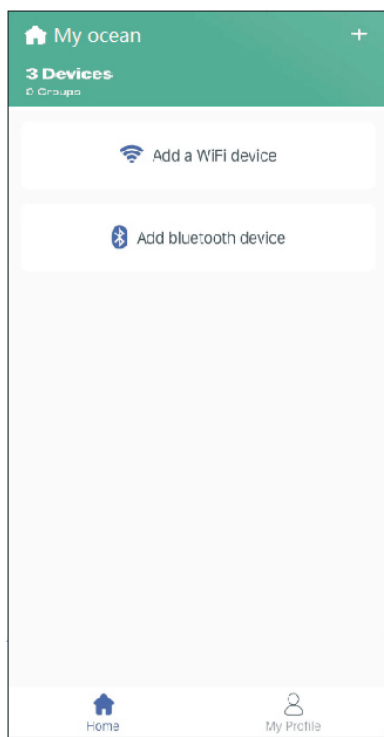 My ocean
3 Devices
0 Groups
Add a WiFi device
Add bluetooth device
Home
My Profile